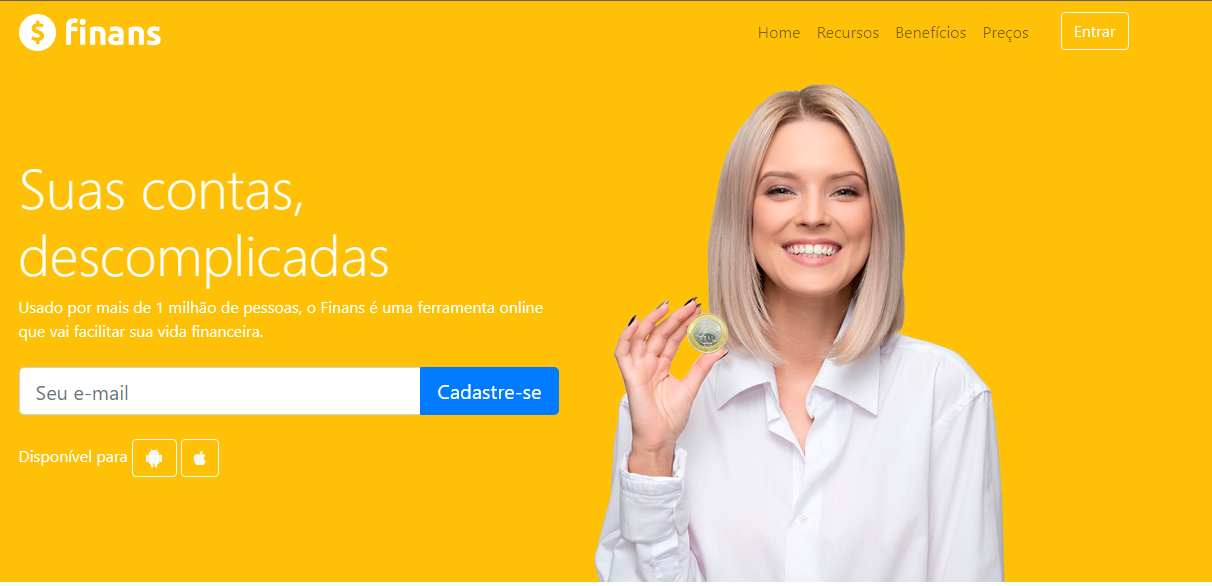 $ finans
Home Recursos Benefícios Preços Entrar
Suas contas,
descomplicadas
Usado por mais de 1 milhão de pessoas, o Finans é uma ferramenta online
que vai facilitar sua vida financeira.
Seu e-mail Cadastre-se
Disponível para